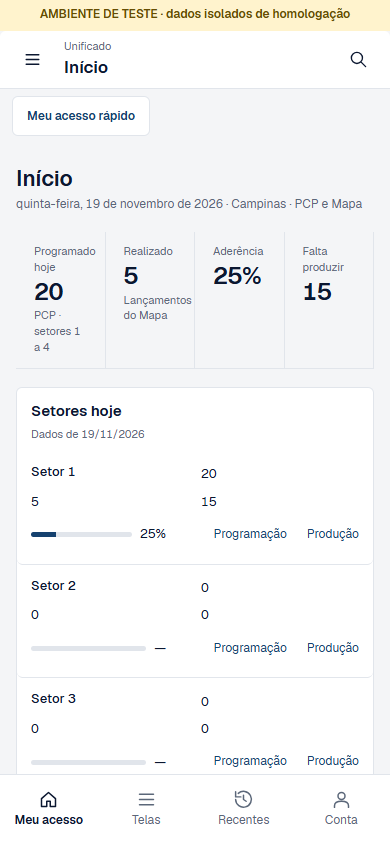 AMBIENTE DE TESTE · dados isolados de homologação
Unificado
Início
Meu acesso rápido
Início
quinta-feira, 19 de novembro de 2026 · Campinas · PCP e Mapa
Programado hoje
20
PCP · setores 1 a 4
Realizado
5
Lançamentos do Mapa
Aderência
25%
Falta produzir
15
Setores hoje
Dados de 19/11/2026
Setor 1
20
5
15
25%
Programação
Produção
Setor 2
0
0
0
—
Programação
Produção
Setor 3
0
0
0
—
Programação
Produção
Meu acesso
Telas
Recentes
Conta